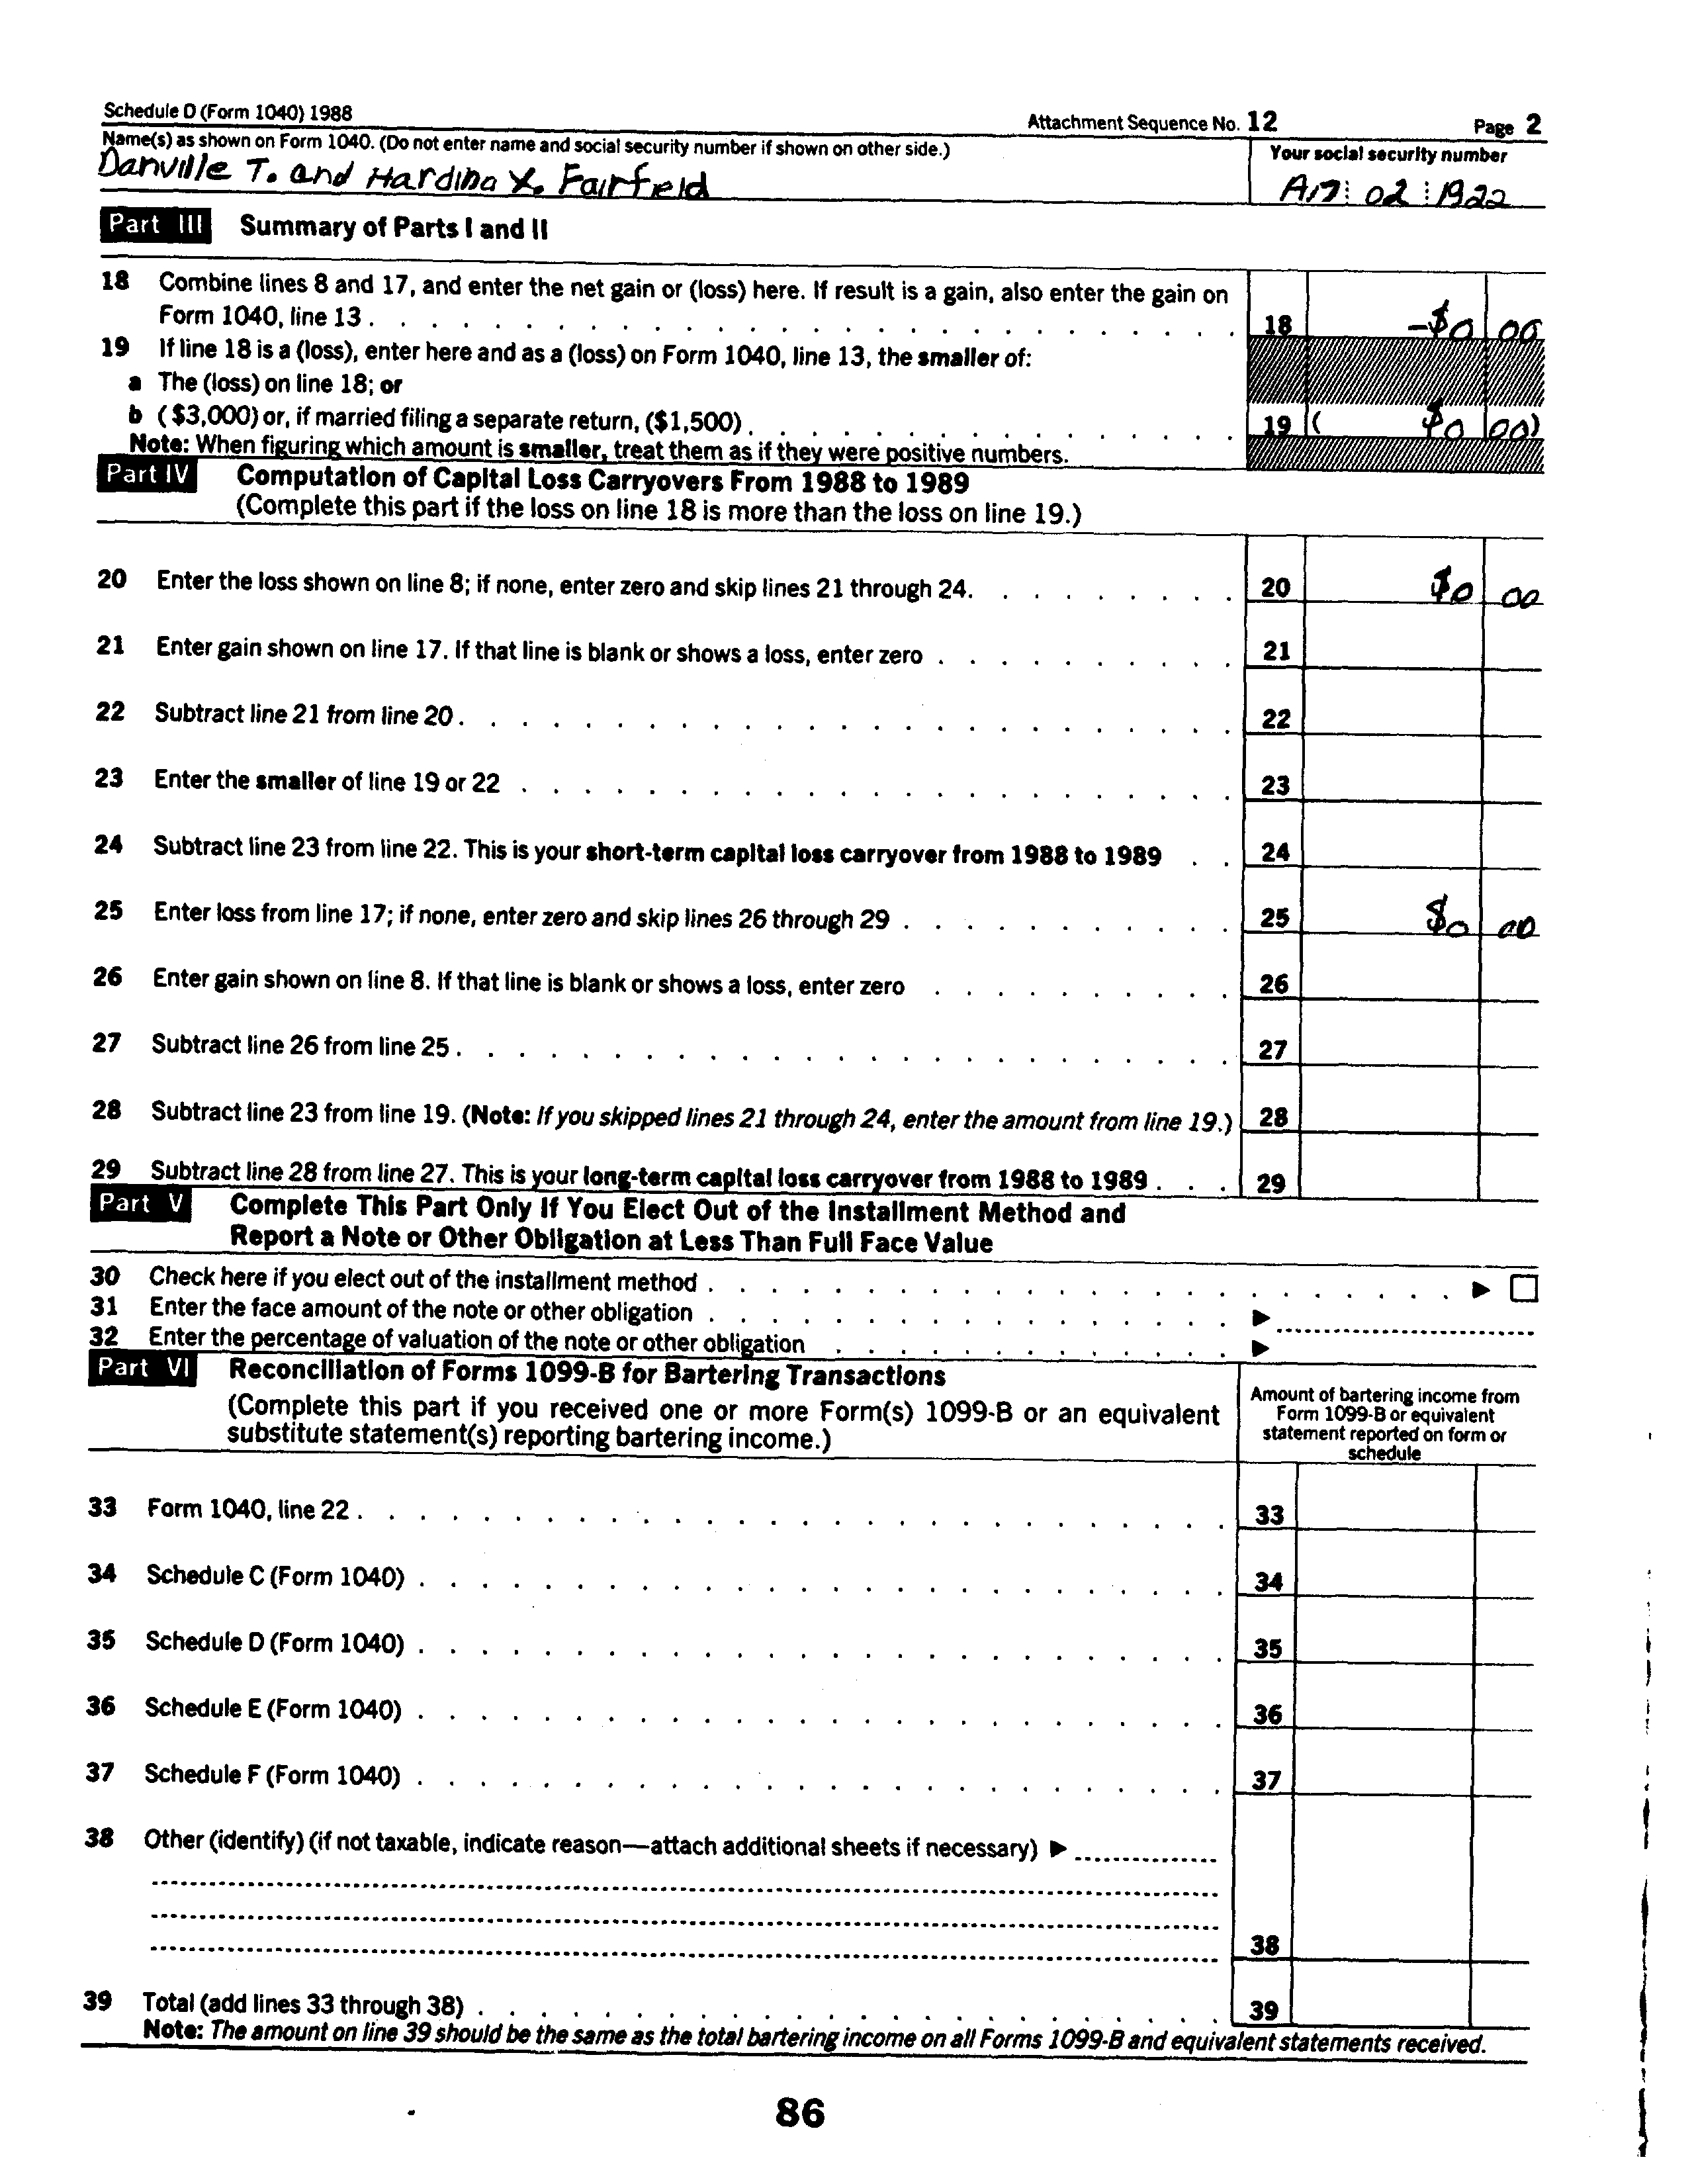 Schedule D (Form 1040) 1988 Attachment Sequence No. 12 Page 2
Name(s) as shown on Form 1040. (Do not enter name and social security number if shown on other side.) Your social security number
Danville T. and Hardina X. Fairfield A17 02 1922
Part III Summary of Parts I and II
18 Combine lines 8 and 17, and enter the net gain or (loss) here. If result is a gain, also enter the gain on
Form 1040, line 13 . 18 -$0 00
19 If line 18 is a (loss), enter here and as a (loss) on Form 1040, line 13, the smaller of:
a The (loss) on line 18; or
b ($3,000) or, if married filing a separate return, ($1,500) . 19 ( $0 00)
Note: When figuring which amount is smaller, treat them as if they were positive numbers.
Part IV Computation of Capital Loss Carryovers From 1988 to 1989
(Complete this part if the loss on line 18 is more than the loss on line 19.)
20 Enter the loss shown on line 8; if none, enter zero and skip lines 21 through 24. 20 $0 00
21 Enter gain shown on line 17. If that line is blank or shows a loss, enter zero . 21
22 Subtract line 21 from line 20 . 22
23 Enter the smaller of line 19 or 22 . 23
24 Subtract line 23 from line 22. This is your short-term capital loss carryover from 1988 to 1989 . 24
25 Enter loss from line 17; if none, enter zero and skip lines 26 through 29 . 25 $0 00
26 Enter gain shown on line 8. If that line is blank or shows a loss, enter zero . 26
27 Subtract line 26 from line 25 . 27
28 Subtract line 23 from line 19. (Note: If you skipped lines 21 through 24, enter the amount from line 19.) 28
29 Subtract line 28 from line 27. This is your long-term capital loss carryover from 1988 to 1989 . 29
Part V Complete This Part Only If You Elect Out of the Installment Method and
Report a Note or Other Obligation at Less Than Full Face Value
30 Check here if you elect out of the installment method . ► ☐
31 Enter the face amount of the note or other obligation . ►
32 Enter the percentage of valuation of the note or other obligation . ►
Part VI Reconciliation of Forms 1099-B for Bartering Transactions
(Complete this part if you received one or more Form(s) 1099-B or an equivalent
substitute statement(s) reporting bartering income.)
Amount of bartering income from
Form 1099-B or equivalent
statement reported on form or
schedule
33 Form 1040, line 22 . 33
34 Schedule C (Form 1040) . 34
35 Schedule D (Form 1040) . 35
36 Schedule E (Form 1040) . 36
37 Schedule F (Form 1040) . 37
38 Other (identify) (if not taxable, indicate reason—attach additional sheets if necessary) ►
38
39 Total (add lines 33 through 38) . 39
Note: The amount on line 39 should be the same as the total bartering income on all Forms 1099-B and equivalent statements received.
86